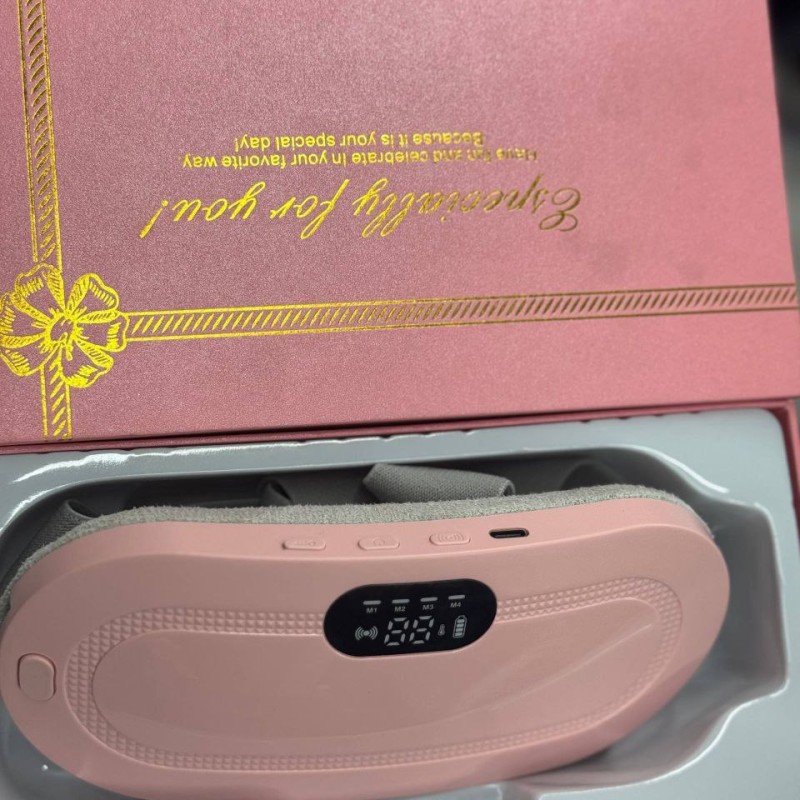 Especially for you!
Have fun and celebrate in your favorite way.
Because it is your special day!
M1 M2 M3 M4
88